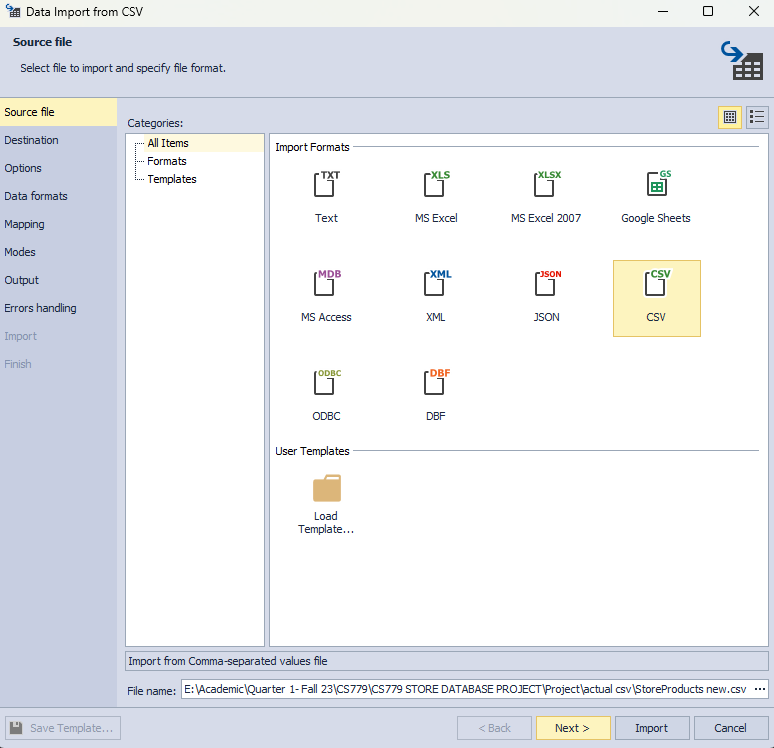 Data Import from CSV
Source file
Select file to import and specify file format.
Source file
Destination
Options
Data formats
Mapping
Modes
Output
Errors handling
Import
Finish
Categories:
All Items
Formats
Templates
Import Formats
TXT
Text
XLS
MS Excel
XLSX
MS Excel 2007
GS
Google Sheets
MDB
MS Access
XML
XML
JSON
JSON
CSV
CSV
ODBC
ODBC
DBF
DBF
User Templates
Load
Template...
Import from Comma-separated values file
File name: E:\Academic\Quarter 1- Fall 23\CS779\CS779 STORE DATABASE PROJECT\Project\actual csv\StoreProducts new.csv ...
Save Template... < Back Next > Import Cancel